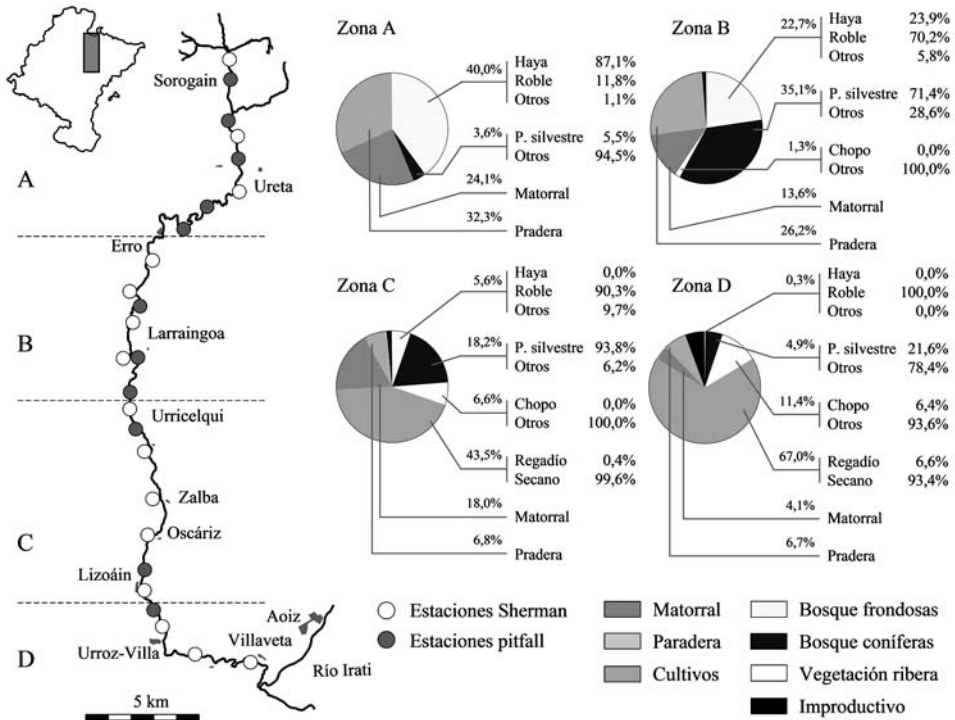 Sorogain
A
Ureta
Erro
B
Larraingoa
Urricelqui
Zalba
C
Oscáriz
Lizoáin
Aoiz
Villaveta
D
Urroz-Villa
Río Irati
5 km
Zona A
40,0%
Haya 87,1%
Roble 11,8%
Otros 1,1%
3,6%
P. silvestre 5,5%
Otros 94,5%
24,1%
Matorral
32,3%
Pradera
Zona B
22,7%
Haya 23,9%
Roble 70,2%
Otros 5,8%
35,1%
P. silvestre 71,4%
Otros 28,6%
1,3%
Chopo 0,0%
Otros 100,0%
13,6%
Matorral
26,2%
Pradera
Zona C
5,6%
Haya 0,0%
Roble 90,3%
Otros 9,7%
18,2%
P. silvestre 93,8%
Otros 6,2%
6,6%
Chopo 0,0%
Otros 100,0%
43,5%
Regadío 0,4%
Secano 99,6%
18,0%
Matorral
6,8%
Pradera
Zona D
0,3%
Haya 0,0%
Roble 100,0%
Otros 0,0%
4,9%
P. silvestre 21,6%
Otros 78,4%
11,4%
Chopo 6,4%
Otros 93,6%
67,0%
Regadío 6,6%
Secano 93,4%
4,1%
Matorral
6,7%
Pradera
Estaciones Sherman
Estaciones pitfall
Matorral
Paradera
Cultivos
Bosque frondosas
Bosque coníferas
Vegetación ribera
Improductivo